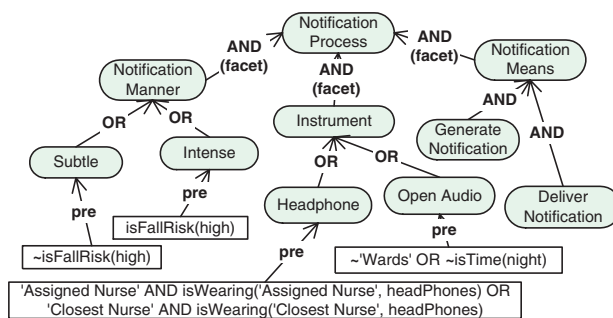 Notification
Process
AND
(facet)
AND
(facet)
AND
(facet)
Notification
Manner
Notification
Means
OR
OR
Instrument
AND
AND
Generate
Notification
Subtle
Intense
OR
OR
pre
pre
Headphone
Open Audio
Deliver
Notification
isFallRisk(high)
pre
pre
~isFallRisk(high)
~'Wards' OR ~isTime(night)
'Assigned Nurse' AND isWearing('Assigned Nurse', headPhones) OR
'Closest Nurse' AND isWearing('Closest Nurse', headPhones)